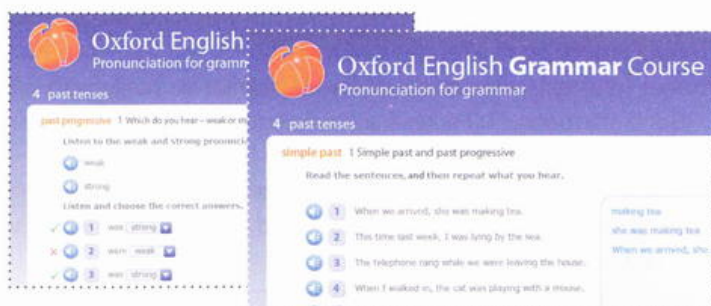 Oxford English
Pronunciation for gramm
4 past tenses
past progressive 1 Which do you hear – weak or
Listen to the weak and strong
weak
strong
Listen and choose the correct answers.
1 was strong
2 were weak
3 was strong
Oxford English Grammar Course
Pronunciation for grammar
4 past tenses
simple past 1 Simple past and past progressive
Read the sentences, and then repeat what you hear.
1 When we arrived, she was making tea.
2 This time last week, I was lying by the sea.
3 The telephone rang while we were leaving the house.
4 When I walked in, the cat was playing with a mouse.
making tea
she was making tea
When we arrived, she